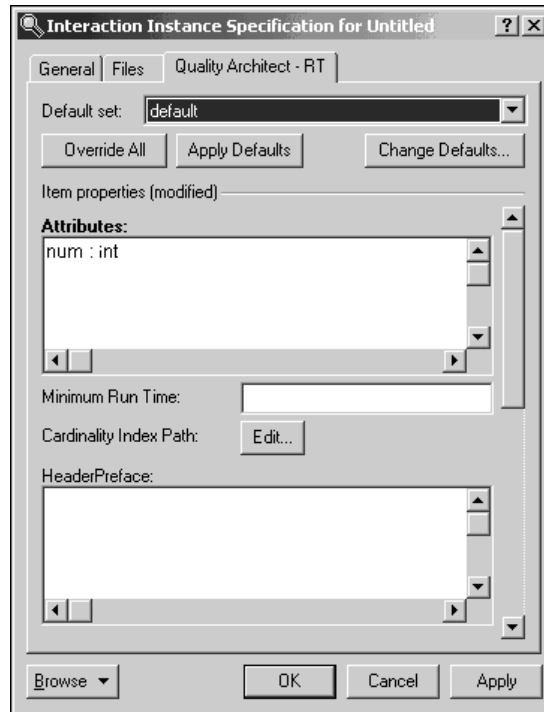 Interaction Instance Specification for Untitled
General Files Quality Architect - RT
Default set: default
Override All Apply Defaults Change Defaults...
Item properties (modified)
Attributes:
num : int
Minimum Run Time:
Cardinality Index Path: Edit...
HeaderPreface:
Browse OK Cancel Apply